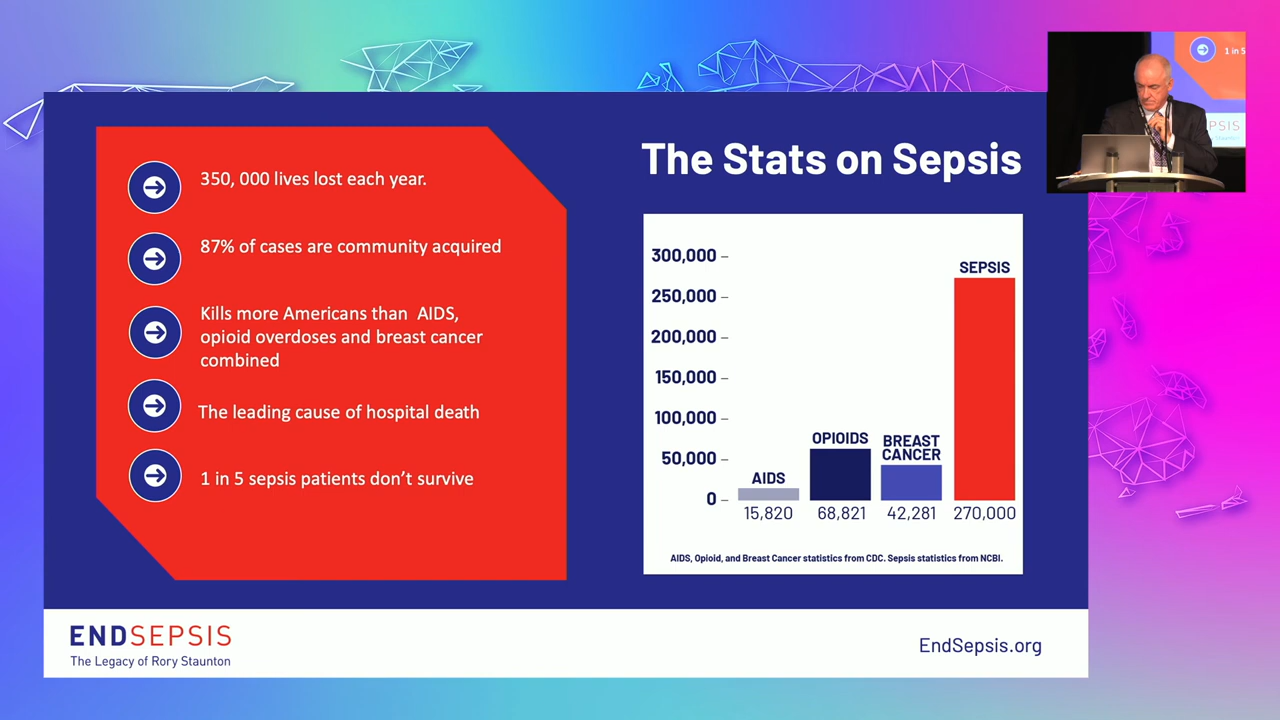 350, 000 lives lost each year.
87% of cases are community acquired
Kills more Americans than  AIDS,
opioid overdoses and breast cancer
combined
The leading cause of hospital death
1 in 5 sepsis patients don’t survive
The Stats on Sepsis
300,000
250,000
200,000
150,000
100,000
50,000
0
AIDS
OPIOIDS
BREAST
CANCER
SEPSIS
15,820
68,821
42,281
270,000
AIDS, Opioid, and Breast Cancer statistics from CDC. Sepsis statistics from NCBI.
ENDSEPSIS
The Legacy of Rory Staunton
EndSepsis.org
1 in 5
PSIS